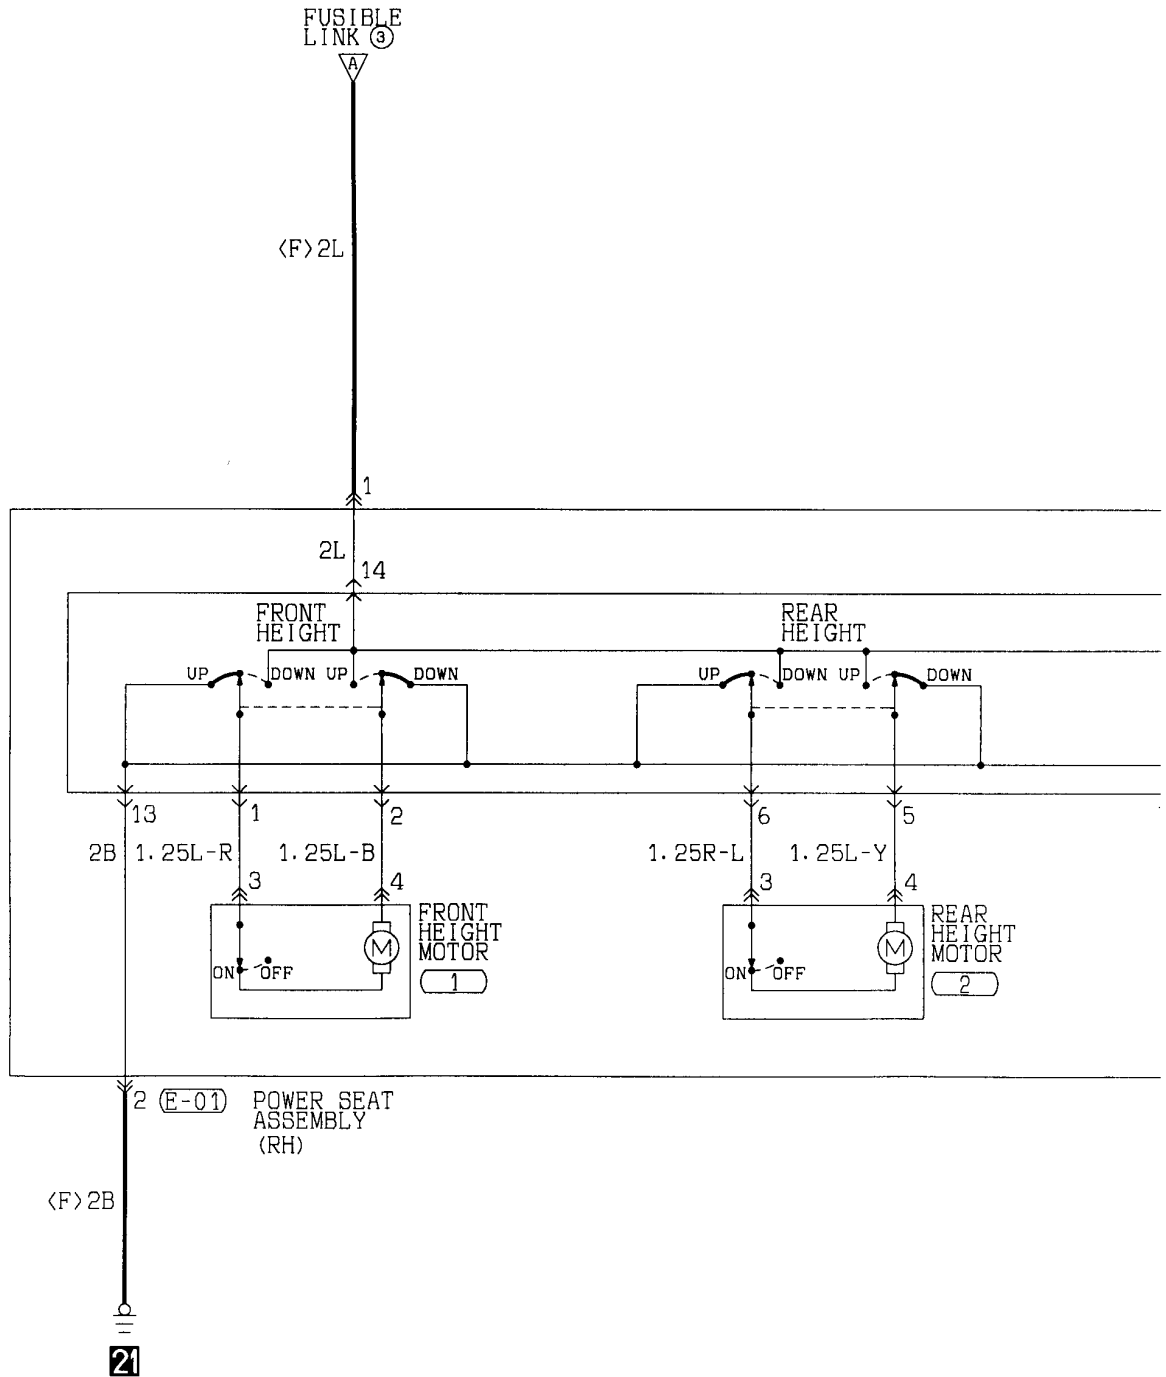 FUSIBLE
LINK ③
A
〈F〉2L
1
2L
14
FRONT
HEIGHT
REAR
HEIGHT
UP DOWN UP DOWN
UP DOWN UP DOWN
13 1 2 6 5
2B 1.25L-R 1.25L-B 1.25R-L 1.25L-Y
3 4 3 4
FRONT
HEIGHT
MOTOR
1
M
ON OFF
REAR
HEIGHT
MOTOR
2
M
ON OFF
2 E-01 POWER SEAT
ASSEMBLY
(RH)
〈F〉2B
21